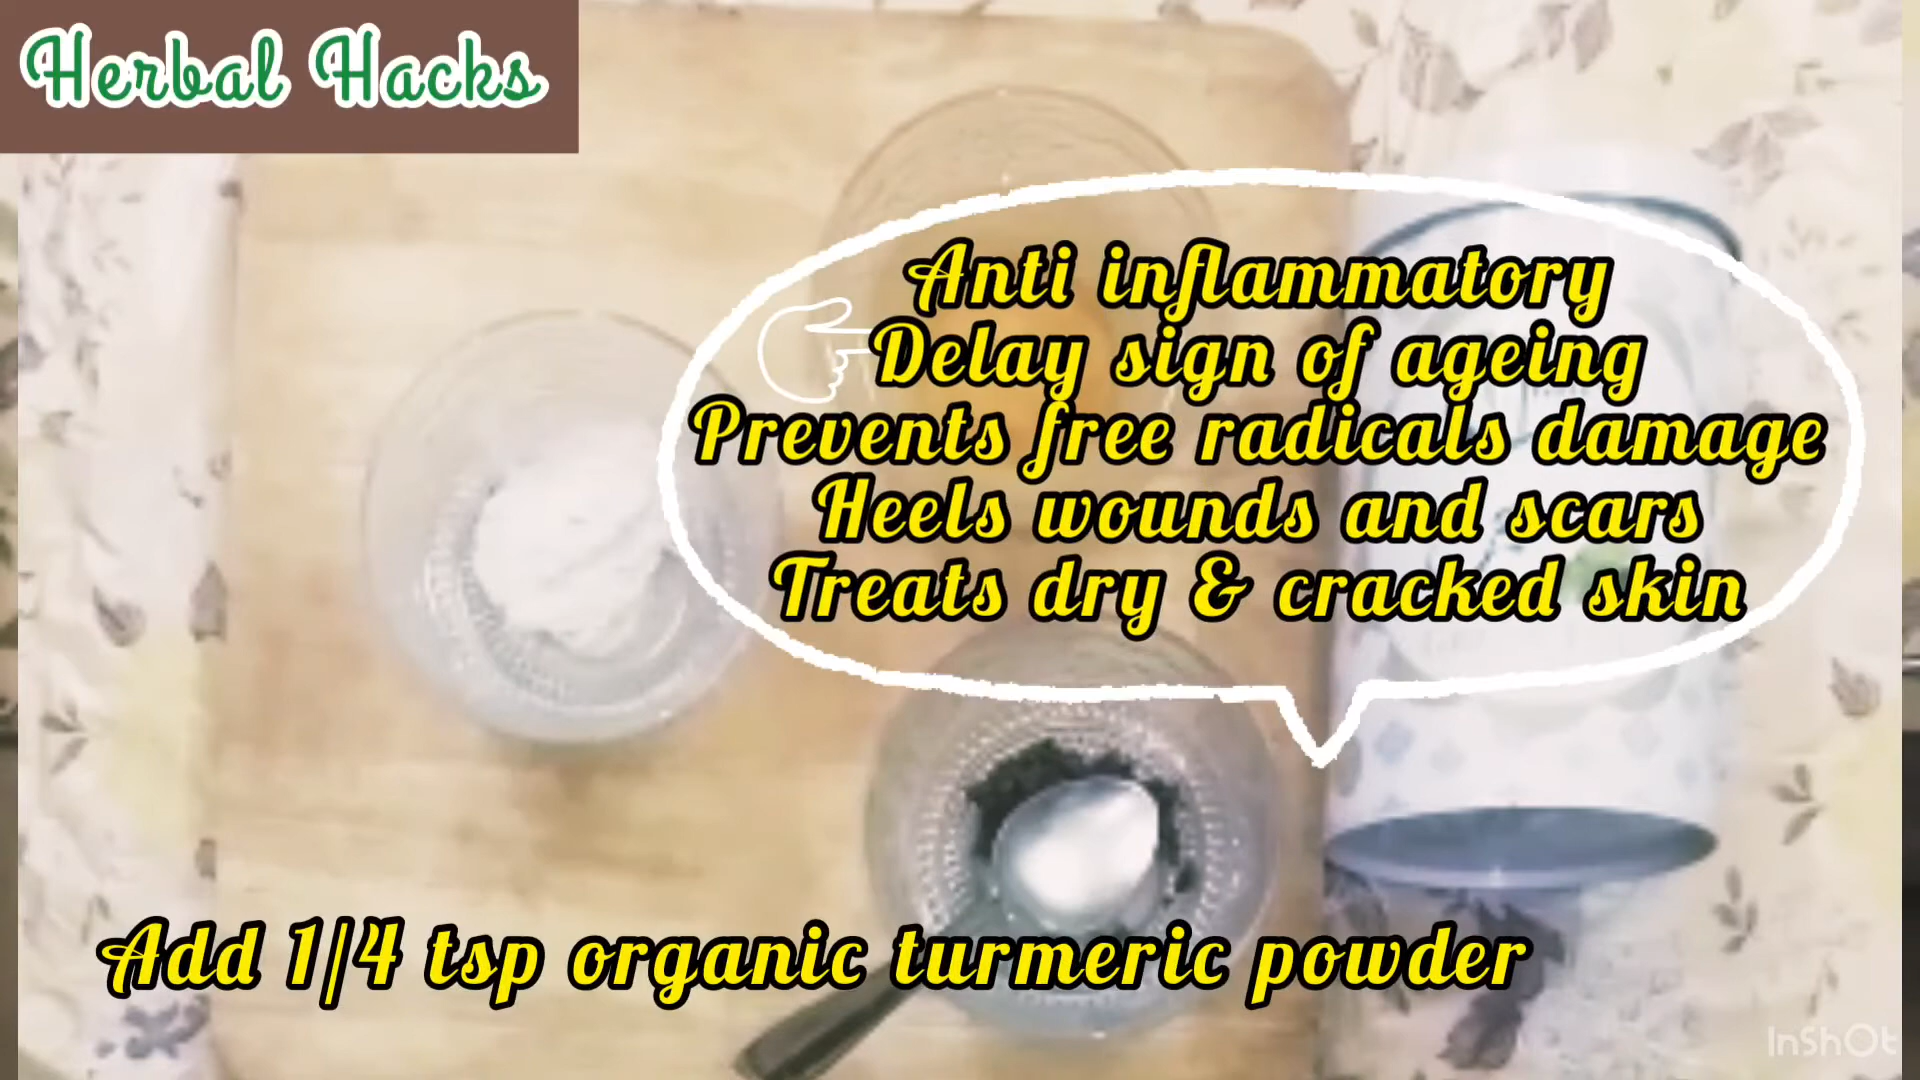 Herbal Hacks
Anti inflammatory
Delay sign of ageing
Prevents free radicals damage
Heels wounds and scars
Treats dry & cracked skin
Add 1/4 tsp organic turmeric powder
InShOt